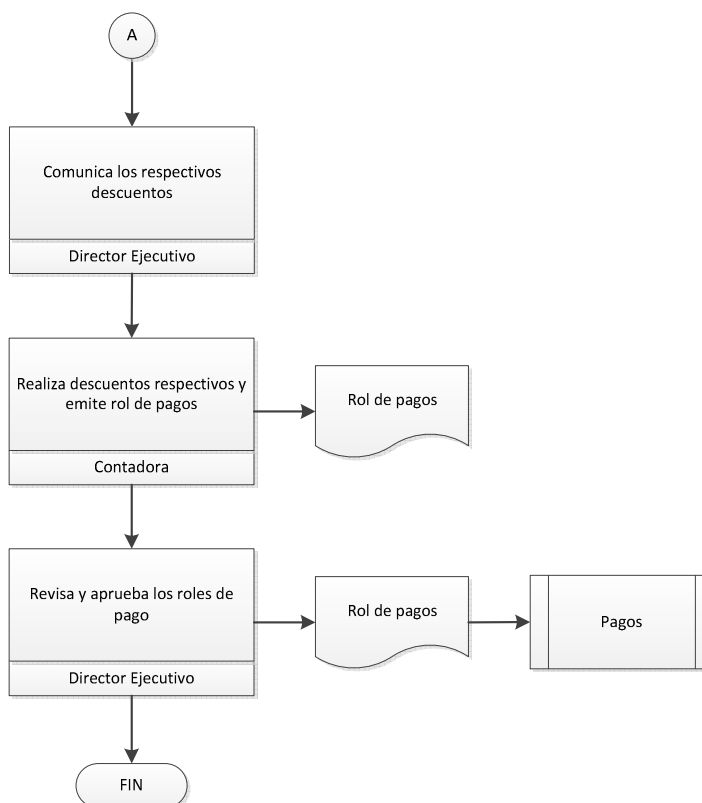 A
Comunica los respectivos
descuentos
Director Ejecutivo
Realiza descuentos respectivos y
emite rol de pagos
Contadora
Rol de pagos
Revisa y aprueba los roles de
pago
Director Ejecutivo
Rol de pagos
Pagos
FIN